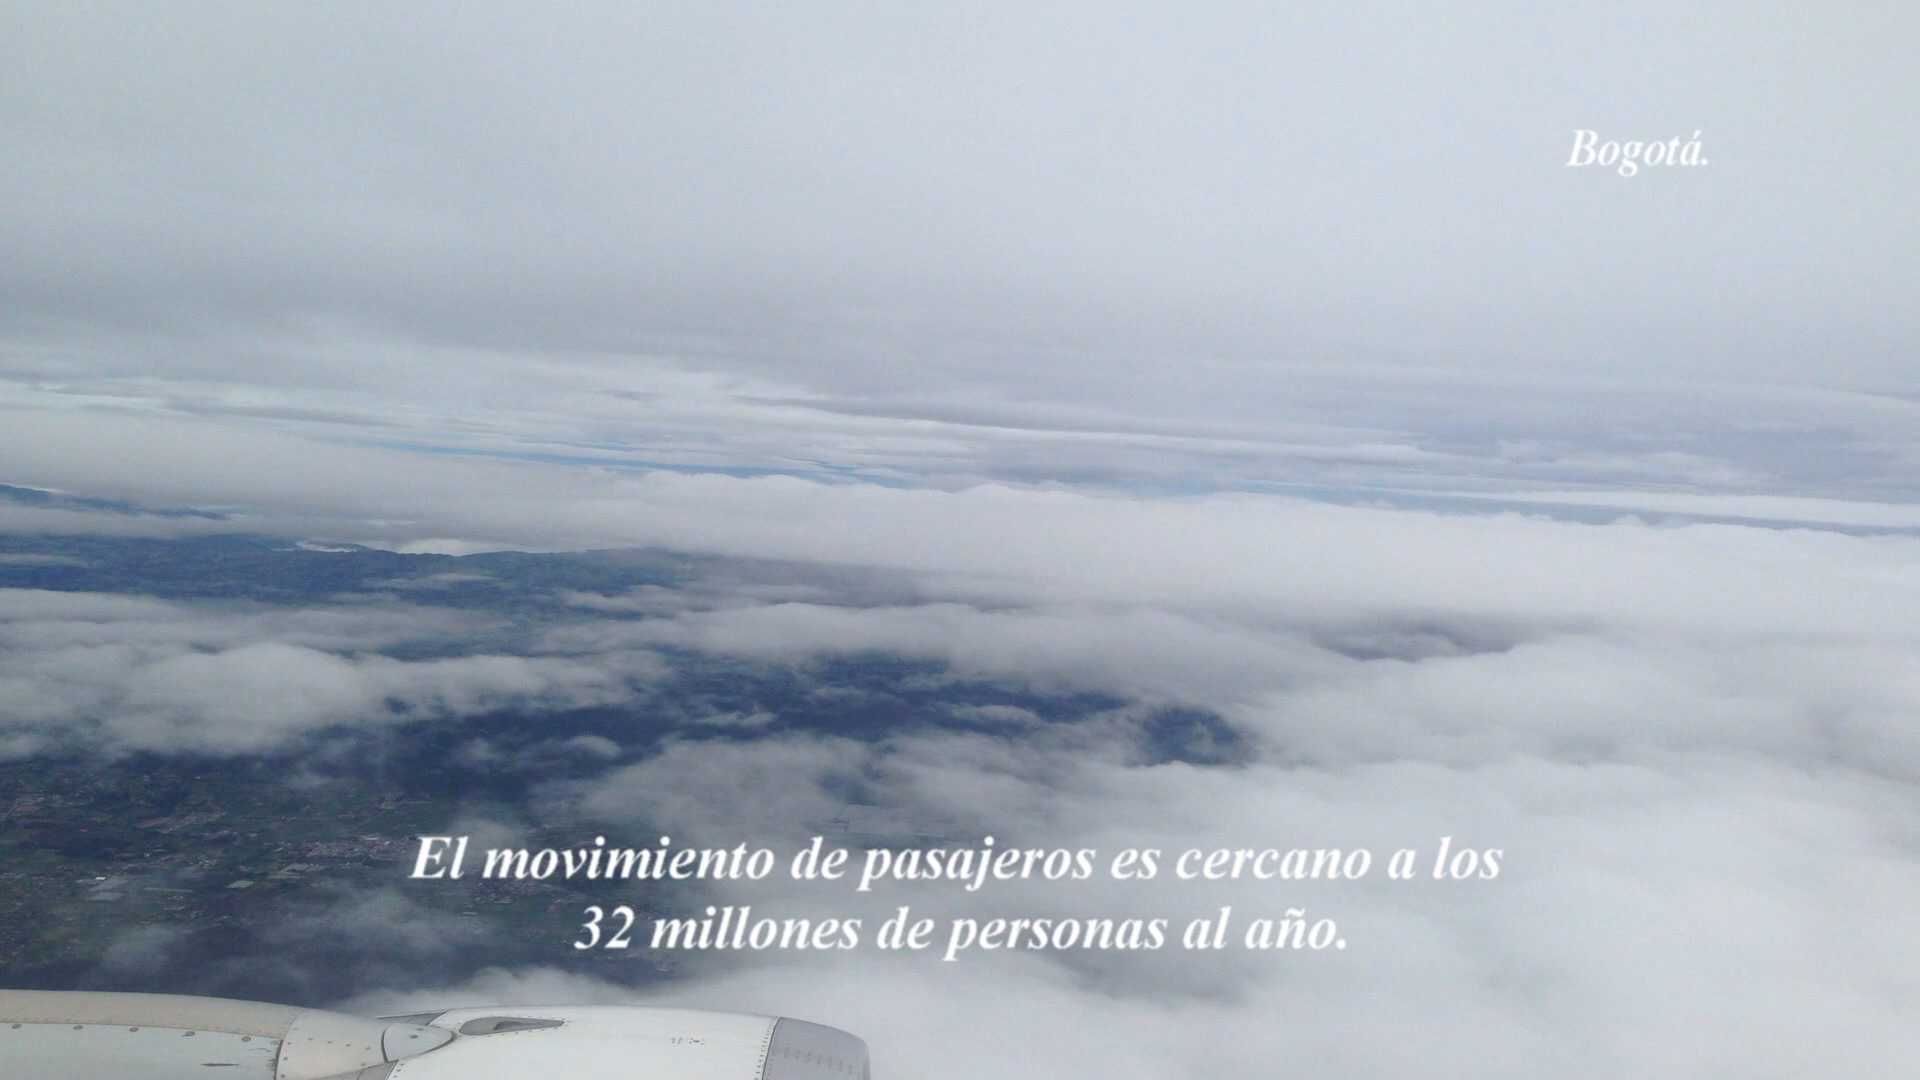 Bogotá.
El movimiento de pasajeros es cercano a los
32 millones de personas al año.